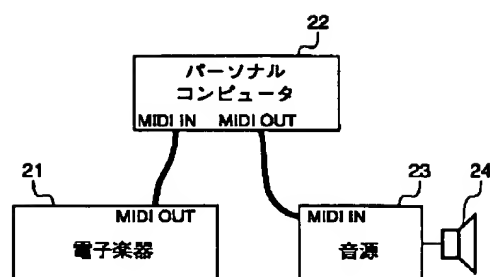 22
パーソナル
コンピュータ
MIDI IN MIDI OUT
21
23
24
MIDI OUT
MIDI IN
電子楽器
音源